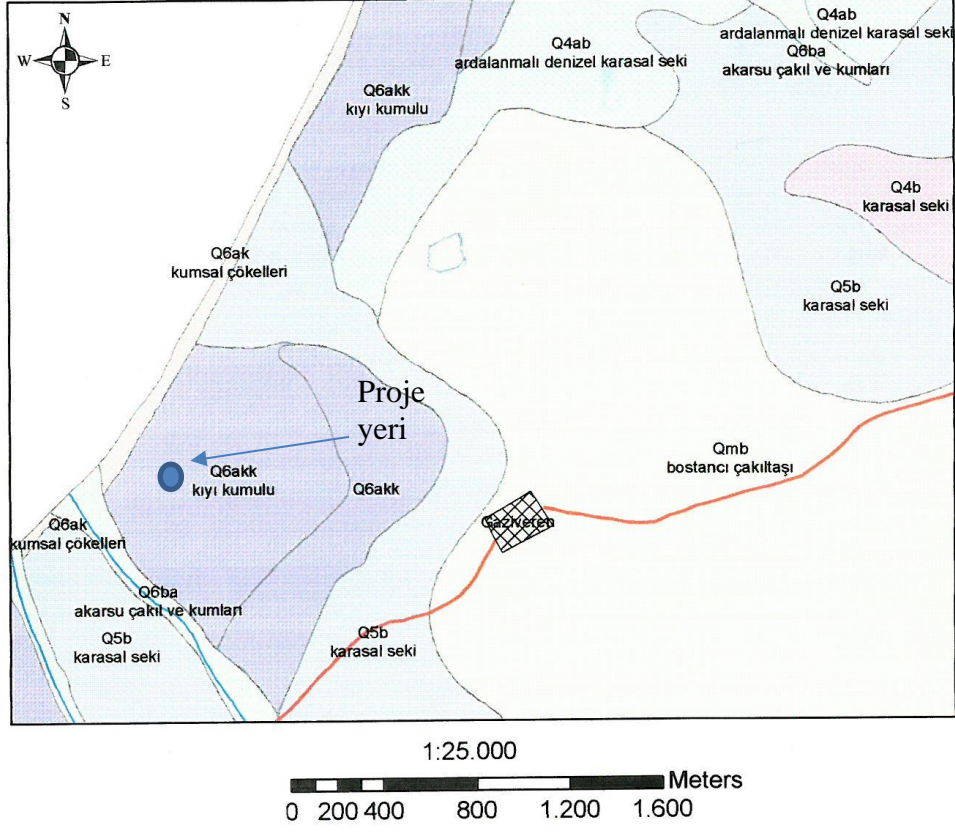 N
W E
S
Q4ab
ardalanmalı denizel karasal seki
Q4ab
ardalanmalı denizel karasal seki
Q6ba
akarsu çakıl ve kumları
Q6akk
kıyı kumulu
Q4b
karasal seki
Q6ak
kumsal çökelleri
Q5b
karasal seki
Proje
yeri
Q6akk
kıyı kumulu
Q6akk
Qmb
bostancı çakıltaşı
Gaziveren
Q6ak
kumsal çökelleri
Q6ba
akarsu çakıl ve kumları
Q5b
karasal seki
Q5b
karasal seki
1:25.000
Meters
0 200 400 800 1.200 1.600